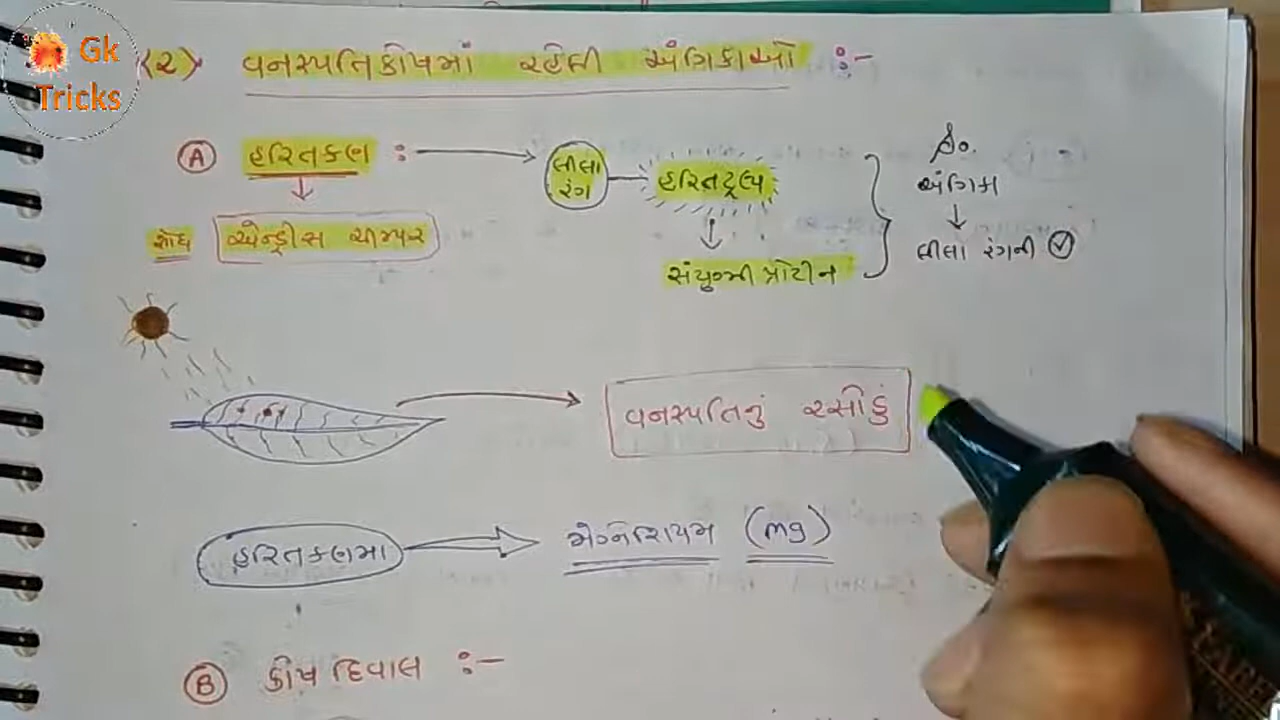 Gk
Tricks
(૨) વનસ્પતિકોષમાં રહેલી અંગિકાઓ :-
(A) હરિતકણ : → લીલા રંગ — હરિતદ્રવ્ય
↓
સંયુગ્મી પ્રોટીન
So.
અંગિકા
↓
લીલા રંગની ✓
શોધ એન્ડ્રીસ ચીમ્પર
વનસ્પતિનું રસોડું
હરિતકણમાં → મેગ્નેશિયમ (mg)
(B) કોષ દિવાલ :-